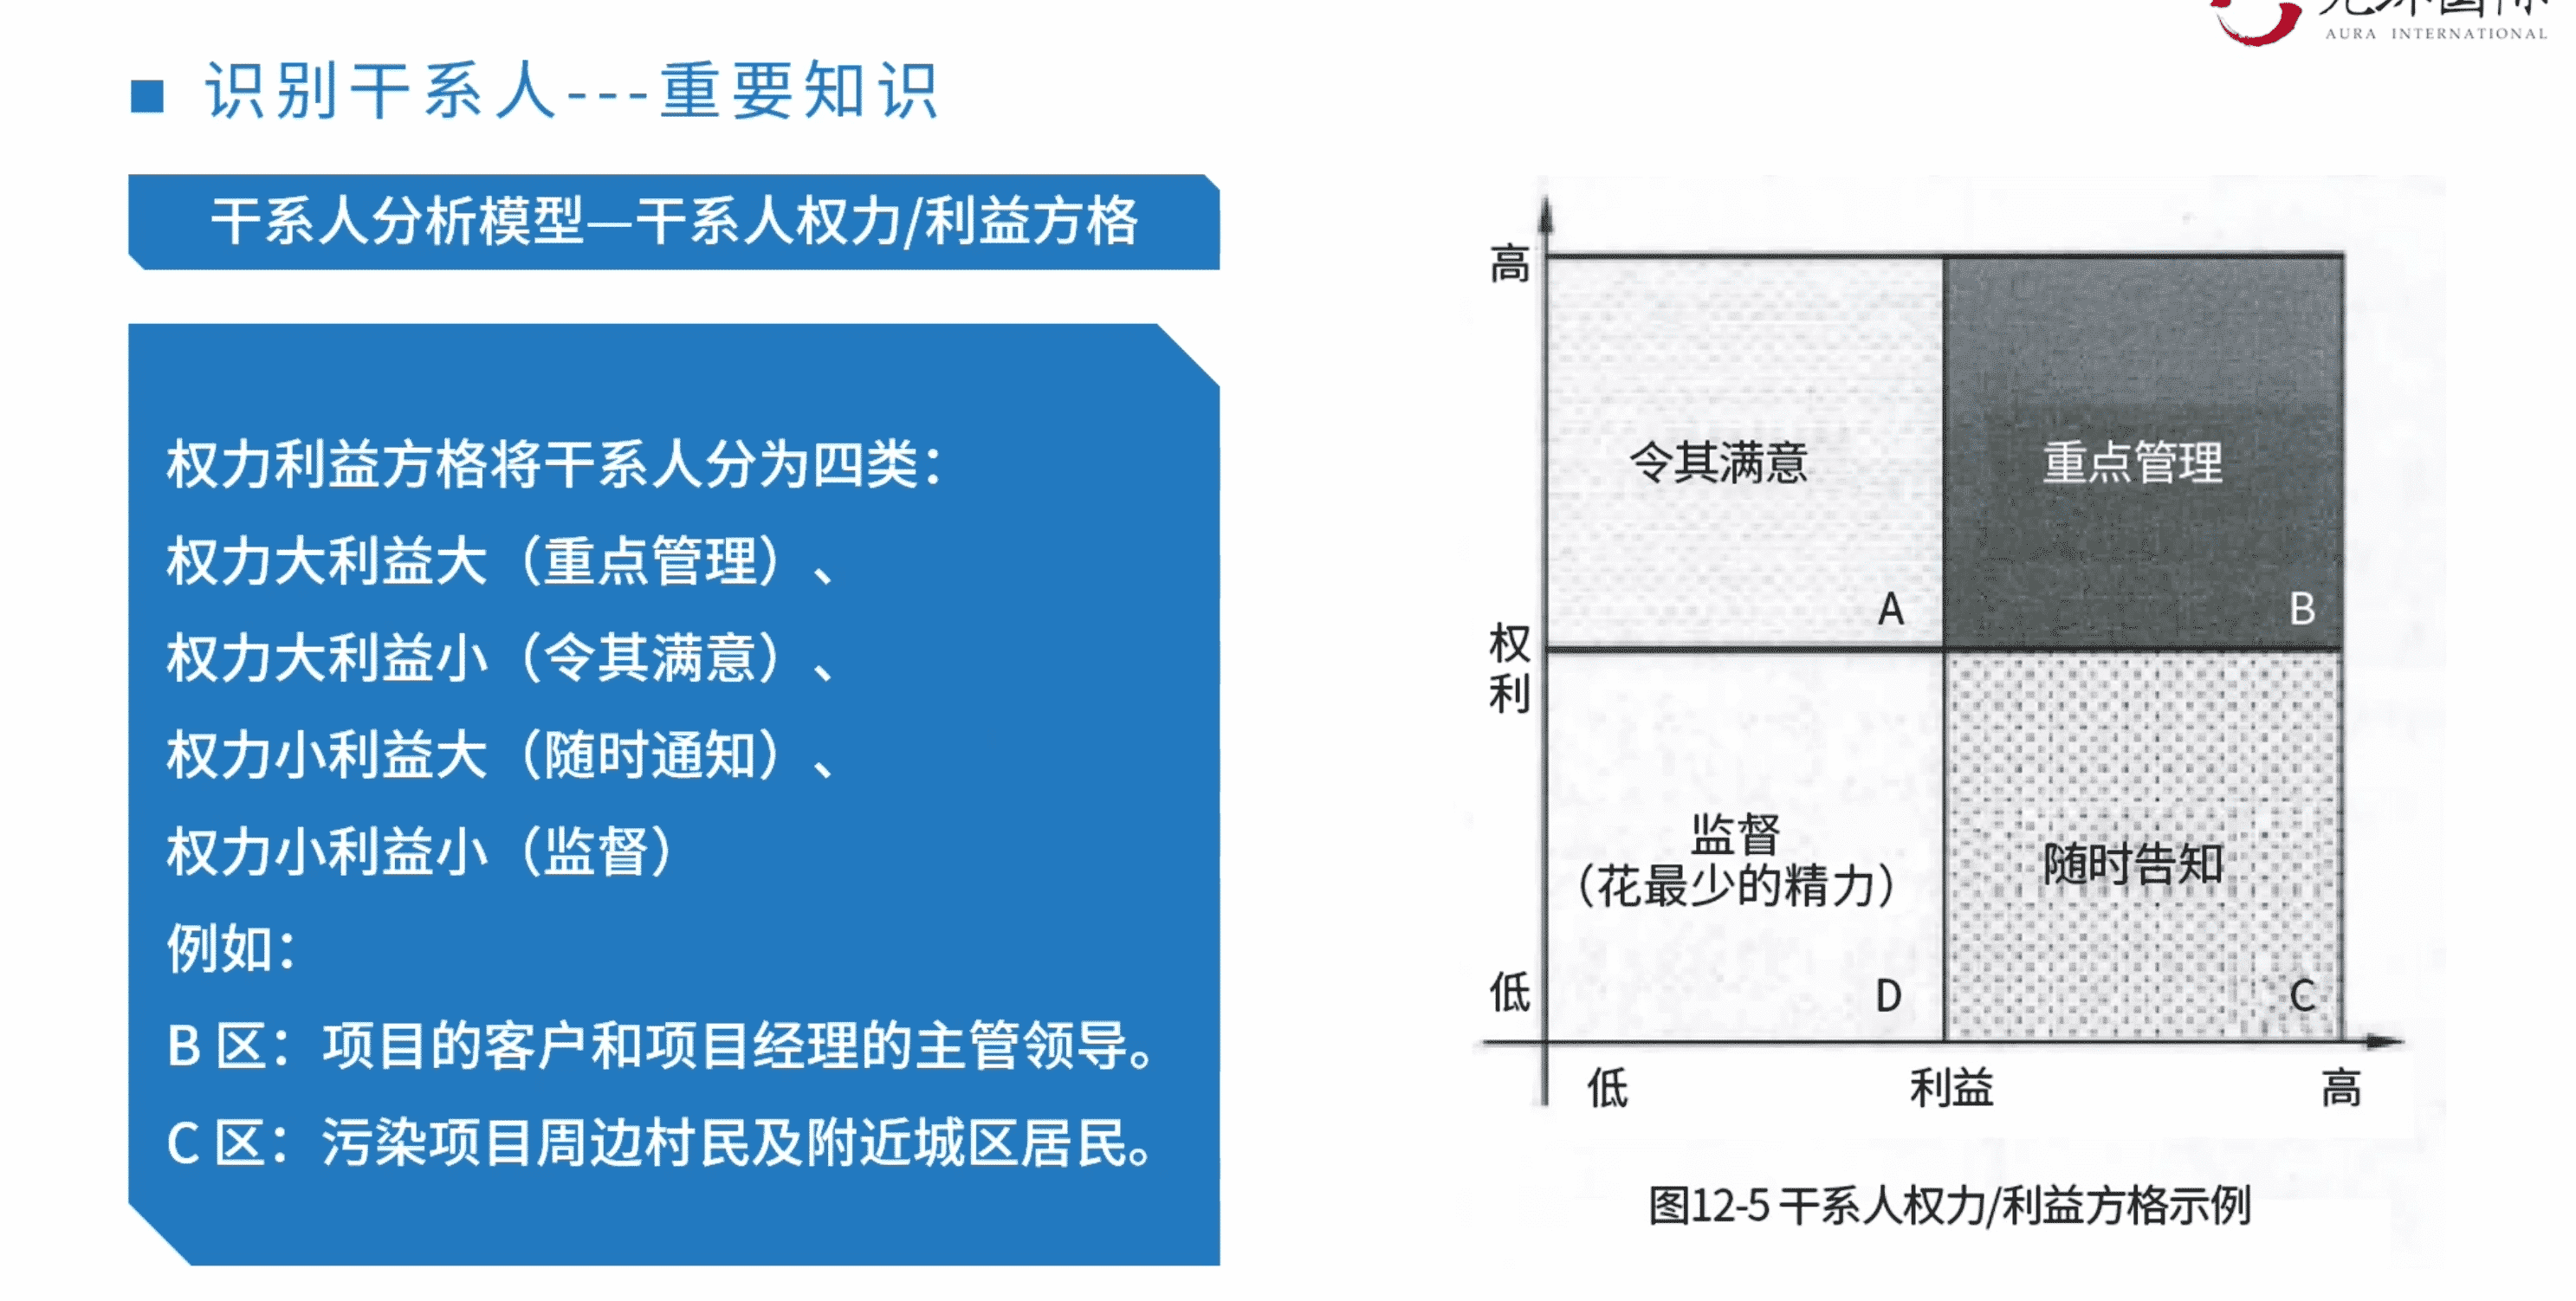 AURA INTERNATIONAL
识别干系人---重要知识
干系人分析模型—干系人权力/利益方格
权力利益方格将干系人分为四类：
权力大利益大（重点管理）、
权力大利益小（令其满意）、
权力小利益大（随时通知）、
权力小利益小（监督）
例如：
B 区：项目的客户和项目经理的主管领导。
C 区：污染项目周边村民及附近城区居民。
高
令其满意
重点管理
A
B
权
利
监督
（花最少的精力）
随时告知
低
D
C
低
利益
高
图12-5 干系人权力/利益方格示例